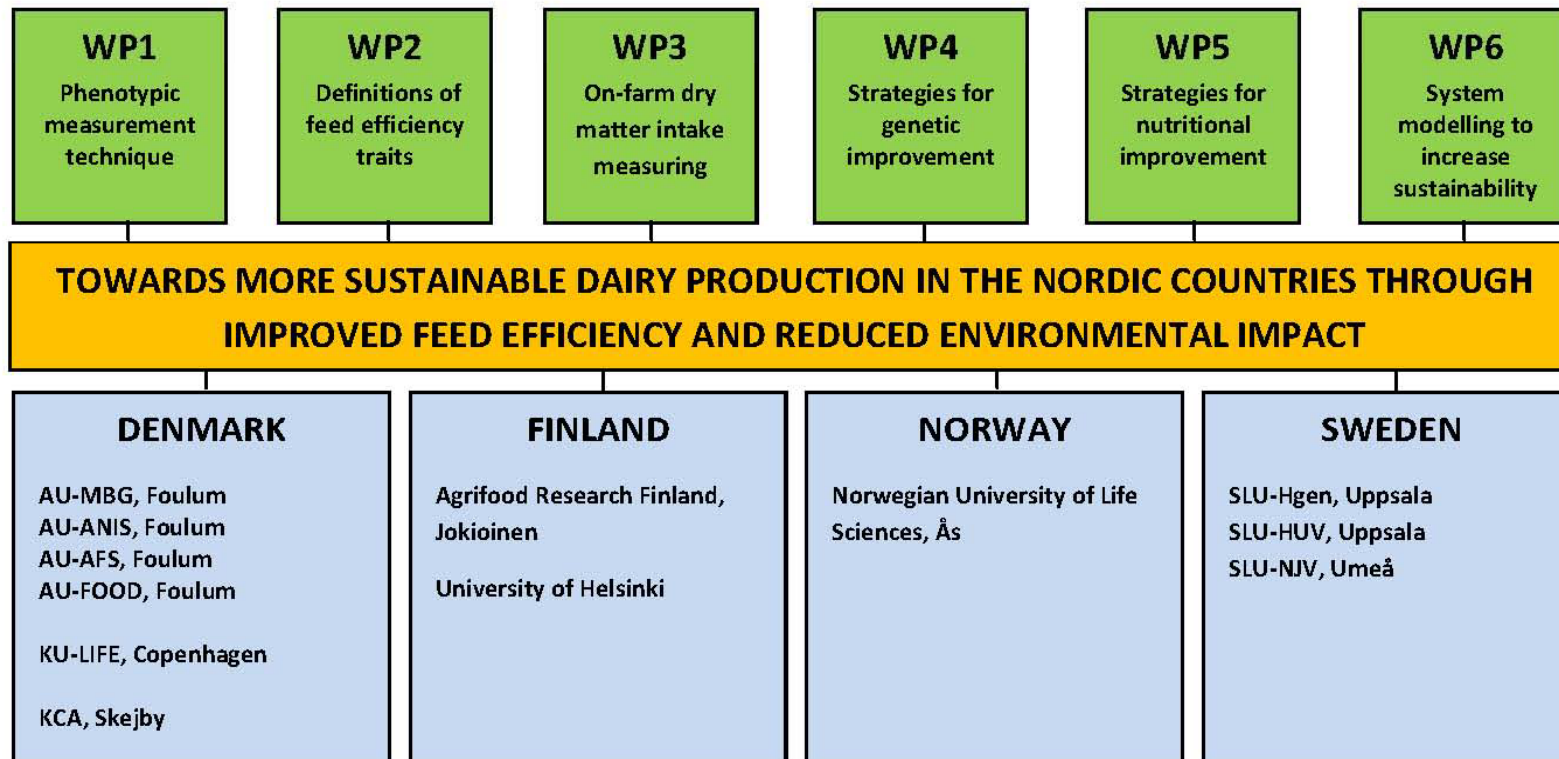 WP1
Phenotypic
measurement
technique
WP2
Definitions of
feed efficiency
traits
WP3
On-farm dry
matter intake
measuring
WP4
Strategies for
genetic
improvement
WP5
Strategies for
nutritional
improvement
WP6
System
modelling to
increase
sustainability
TOWARDS MORE SUSTAINABLE DAIRY PRODUCTION IN THE NORDIC COUNTRIES THROUGH
IMPROVED FEED EFFICIENCY AND REDUCED ENVIRONMENTAL IMPACT
DENMARK
AU-MBG, Foulum
AU-ANIS, Foulum
AU-AFS, Foulum
AU-FOOD, Foulum
KU-LIFE, Copenhagen
KCA, Skejby
FINLAND
Agrifood Research Finland,
Jokioinen
University of Helsinki
NORWAY
Norwegian University of Life
Sciences, Ås
SWEDEN
SLU-Hgen, Uppsala
SLU-HUV, Uppsala
SLU-NJV, Umeå